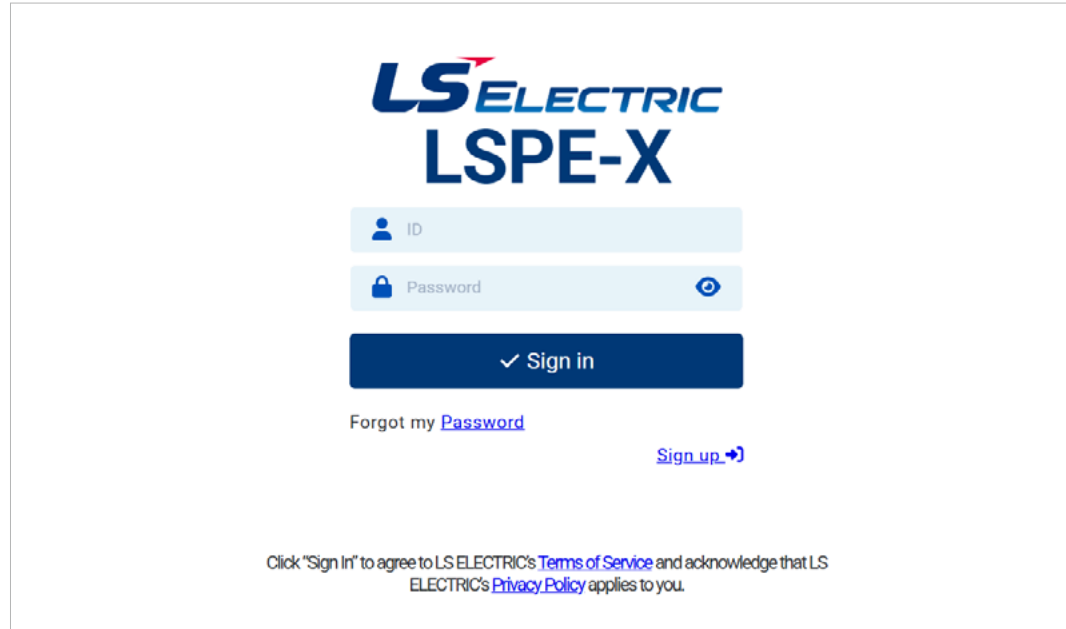 LS ELECTRIC
LSPE-X
ID
Password
Sign in
Forgot my Password
Sign up
Click "Sign In" to agree to LS ELECTRIC's Terms of Service and acknowledge that LS
ELECTRIC's Privacy Policy applies to you.